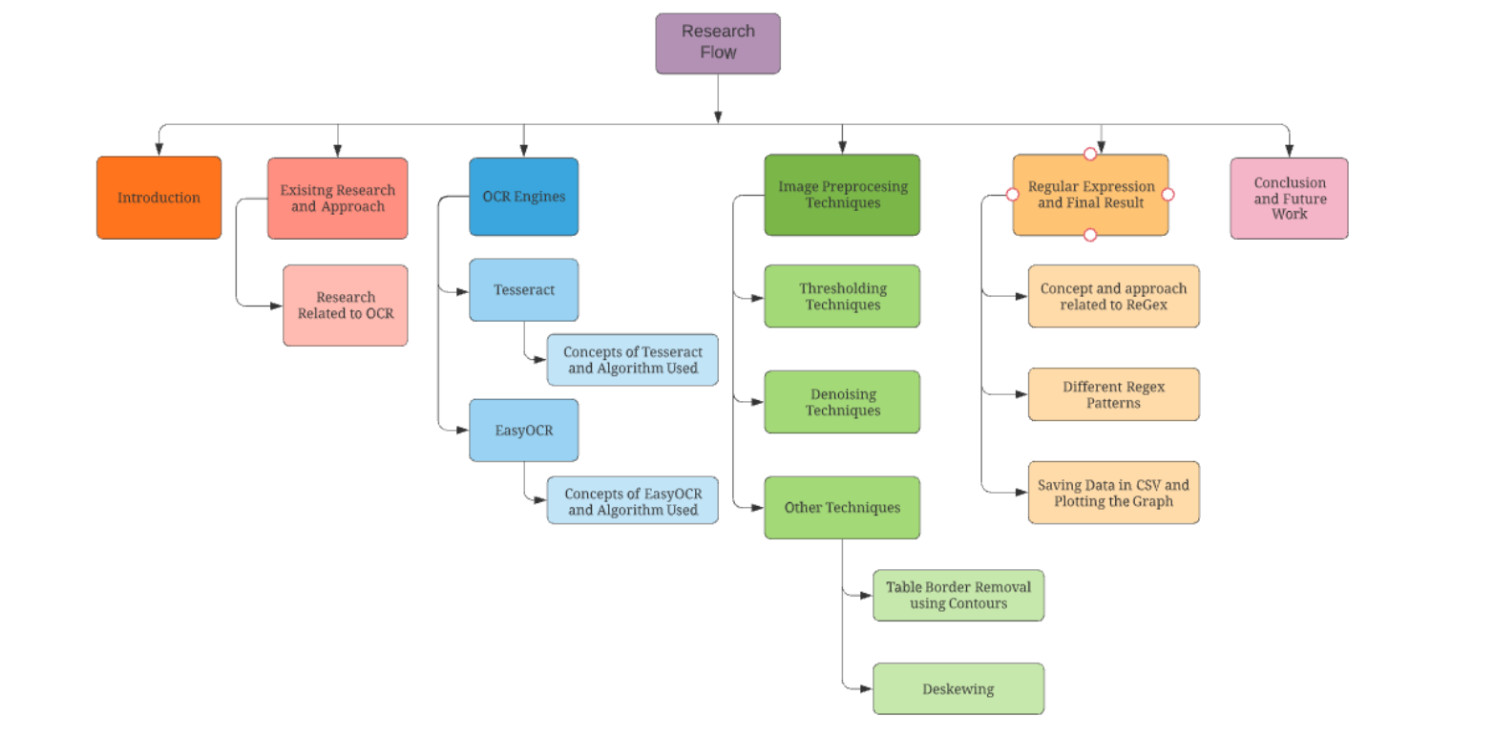 Research
Flow
Introduction
Exisitng Research
and Approach
Research
Related to OCR
OCR Engines
Tesseract
Concepts of Tesseract
and Algorithm Used
EasyOCR
Concepts of EasyOCR
and Algorithm Used
Image Preprocesing
Techniques
Thresholding
Techniques
Denoising
Techniques
Other Techniques
Table Border Removal
using Contours
Deskewing
Regular Expression
and Final Result
Concept and approach
related to ReGex
Different Regex
Patterns
Saving Data in CSV and
Plotting the Graph
Conclusion
and Future
Work